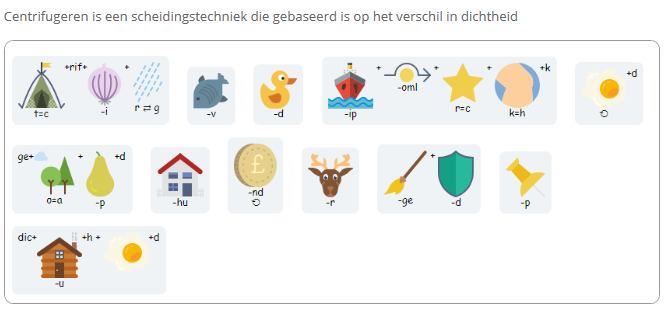 Centrifugeren is een scheidingstechniek die gebaseerd is op het verschil in dichtheid
+rif+ + + + + +k +d
t=c -i r⇄g -v -d -ip -oml r=c k=h
ge+ + +d +
o=a -p -hu £ -nd -r -ge -d -p
dic+ +h + +d
-u